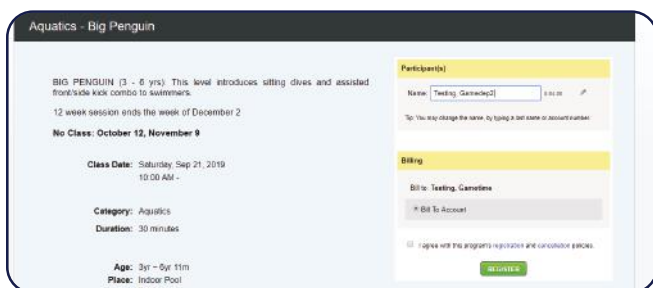 Aquatics - Big Penguin
BIG PENGUIN (3 - 6 yrs) This level introduces sitting dives and assisted
front/side kick combo to swimmers.
12 week session ends the week of December 2
No Class: October 12, November 9
Class Date: Saturday, Sep 21, 2019
10:00 AM -
Category: Aquatics
Duration: 30 minutes
Age: 3yr – 6yr 11m
Place: Indoor Pool
Participant(s)
Name: Testing, Gamedep2
Tip: You may change the name, by typing a last name or account number.
Billing
Bill to: Testing, Gametime
Bill To Account
I agree with this program's registration and cancellation policies.
REGISTER